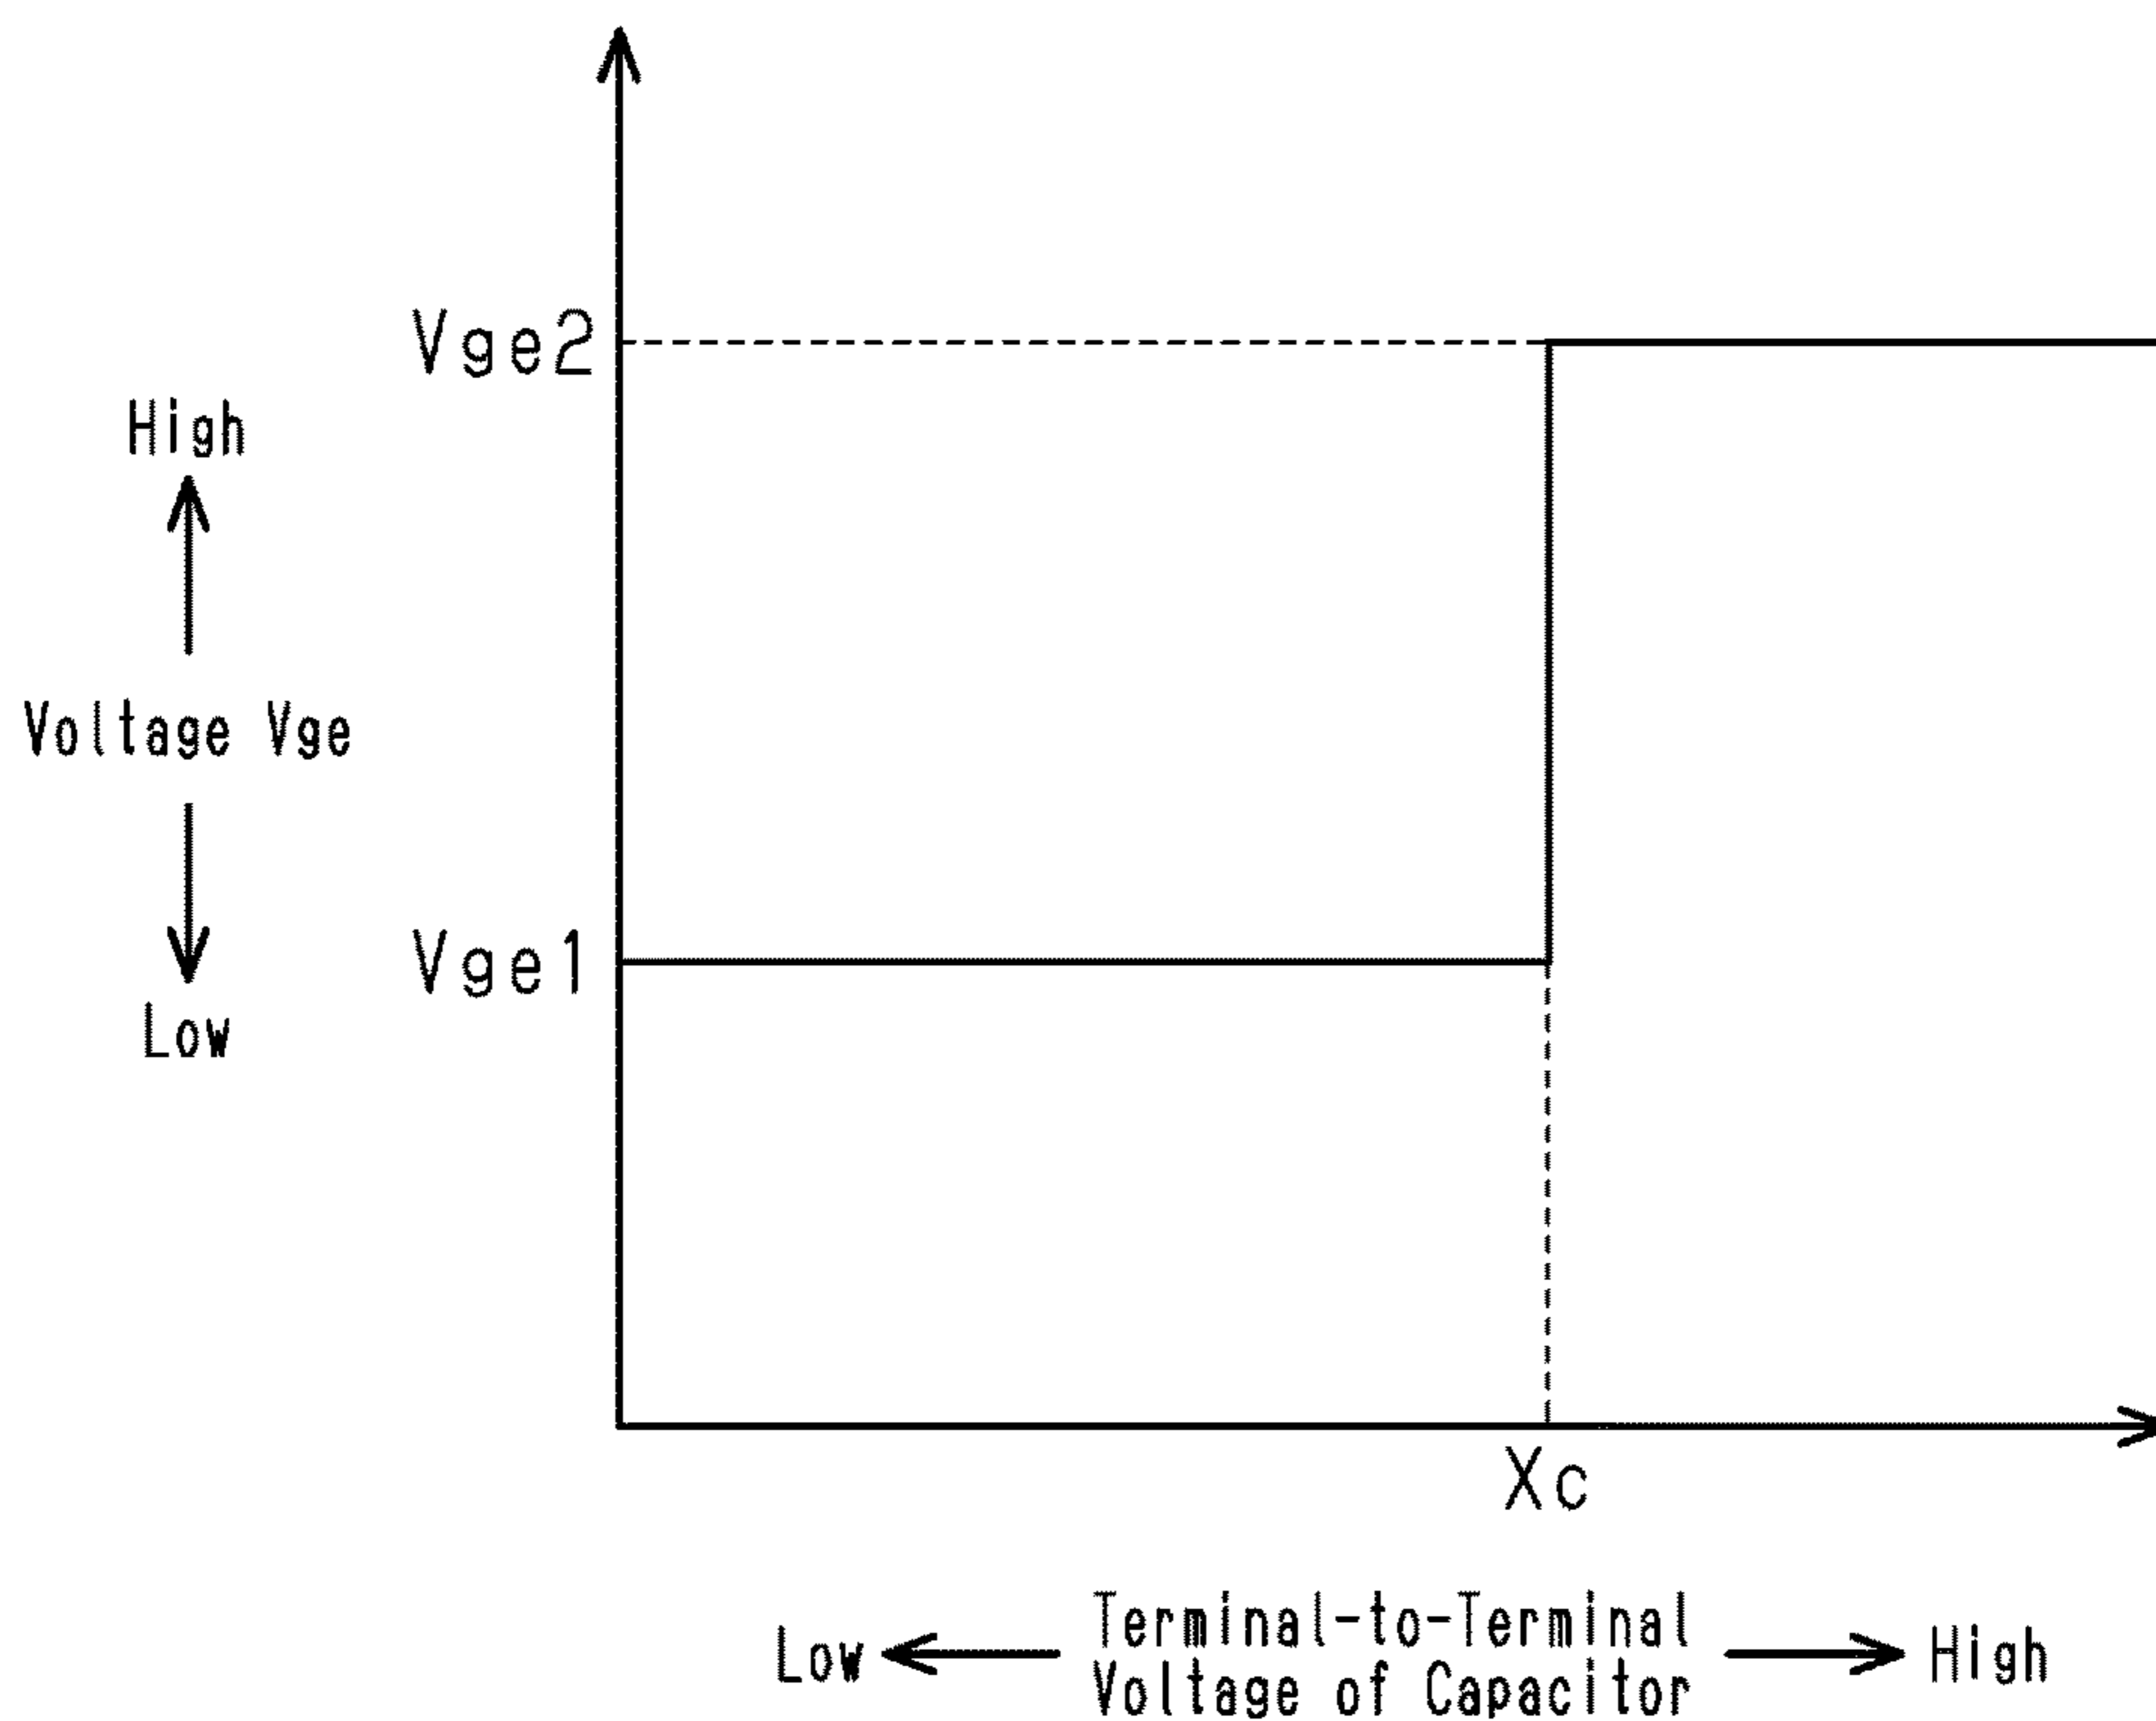 Vge2
High
Voltage Vge
Vge1
Low
Xc
Terminal-to-Terminal
Low
Voltage of Capacitor
High